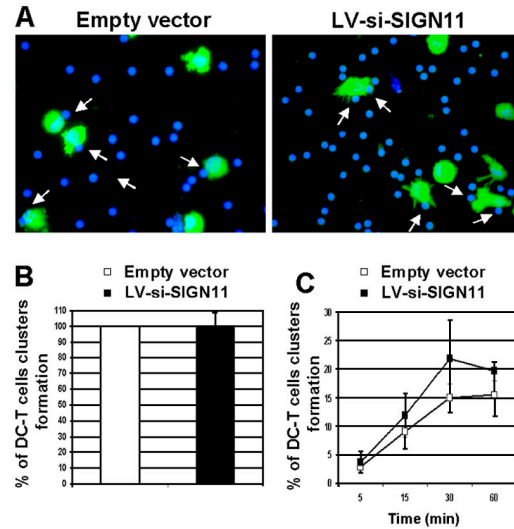 A
Empty vector
LV-si-SIGN11
B
Empty vector
LV-si-SIGN11
% of DC-T cells clusters
formation
110
100
90
80
70
60
50
40
30
20
10
0
C
Empty vector
LV-si-SIGN11
% of DC-T cells clusters
formation
40
35
30
25
20
15
10
5
0
5
15
30
60
Time (min)